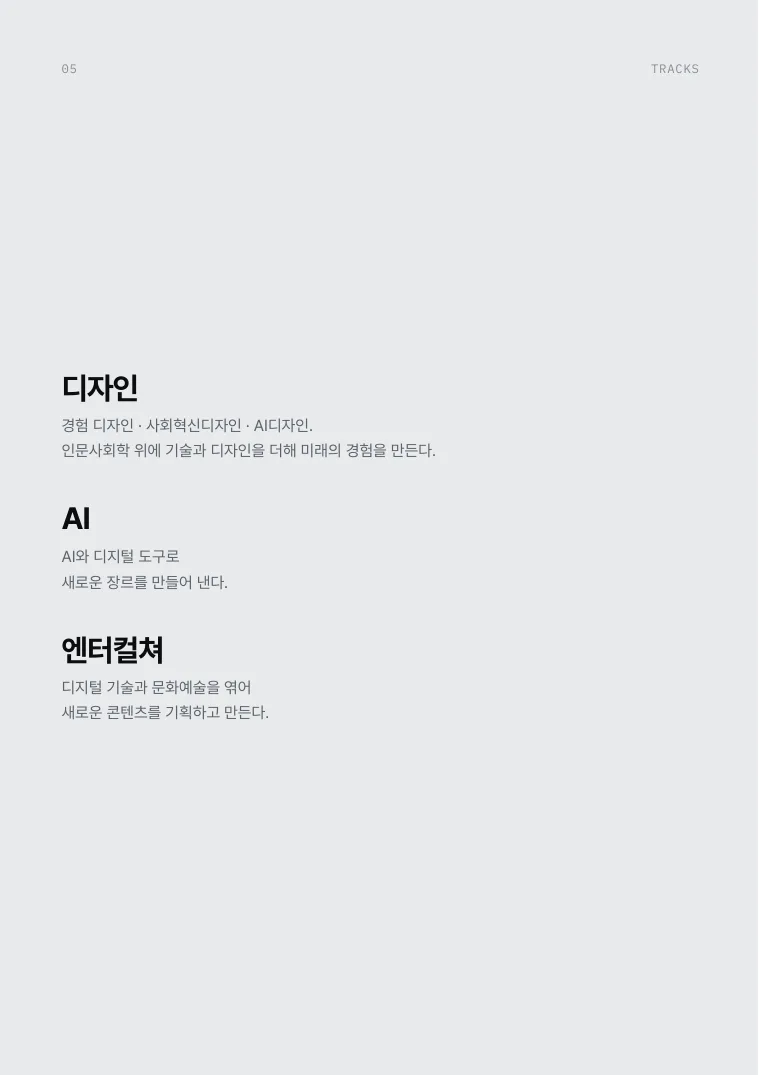 05
TRACKS
디자인
경험 디자인 · 사회혁신디자인 · AI디자인.
인문사회학 위에 기술과 디자인을 더해 미래의 경험을 만든다.
AI
AI와 디지털 도구로
새로운 장르를 만들어 낸다.
엔터컬쳐
디지털 기술과 문화예술을 엮어
새로운 콘텐츠를 기획하고 만든다.